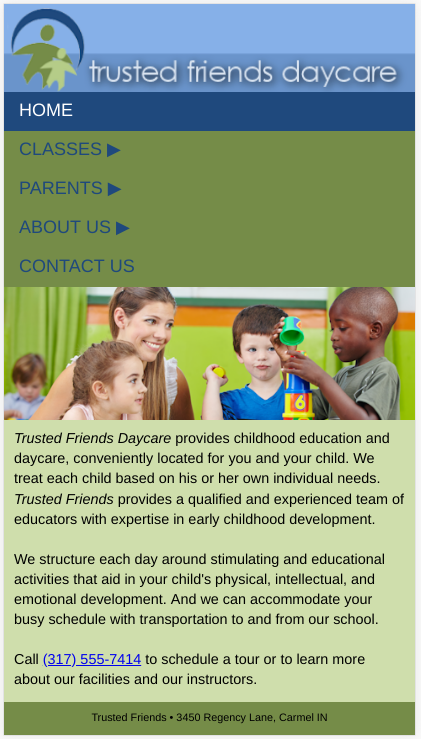 trusted friends daycare
HOME
CLASSES ▶
PARENTS ▶
ABOUT US ▶
CONTACT US
6
Trusted Friends Daycare provides childhood education and
daycare, conveniently located for you and your child. We
treat each child based on his or her own individual needs.
Trusted Friends provides a qualified and experienced team of
educators with expertise in early childhood development.
We structure each day around stimulating and educational
activities that aid in your child's physical, intellectual, and
emotional development. And we can accommodate your
busy schedule with transportation to and from our school.
Call (317) 555-7414 to schedule a tour or to learn more
about our facilities and our instructors.
Trusted Friends • 3450 Regency Lane, Carmel IN